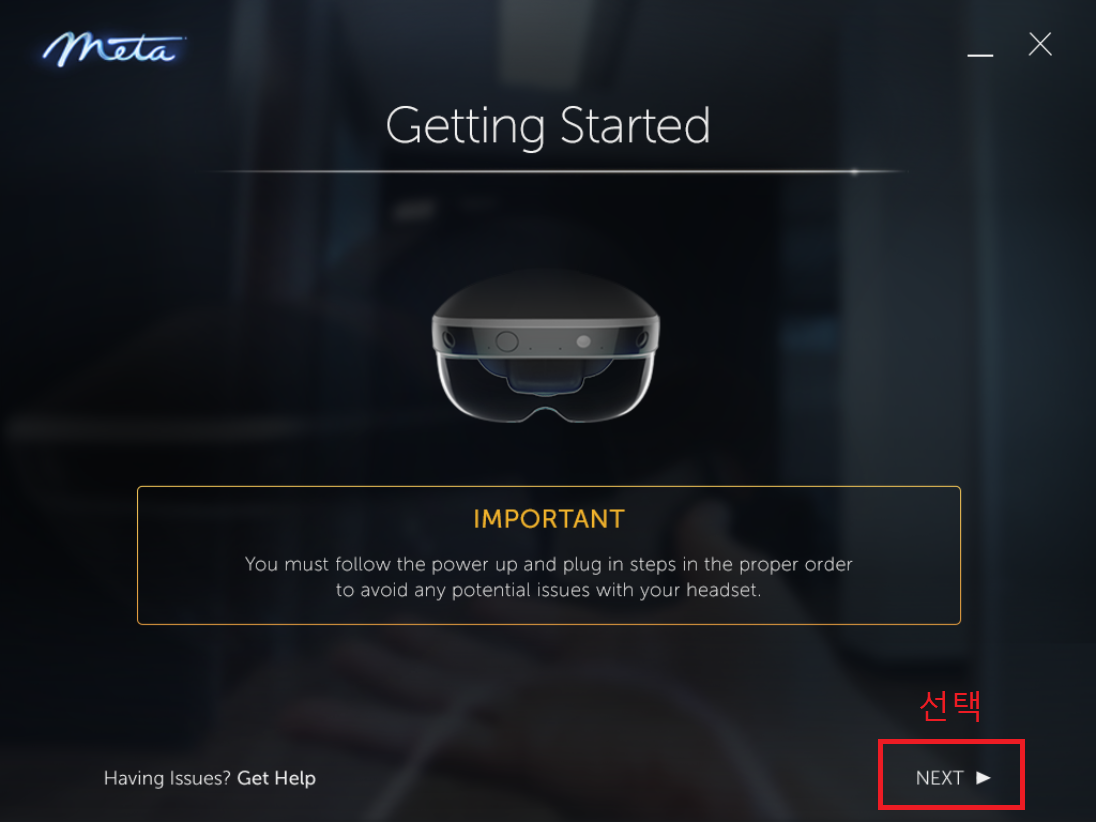 Meta
Getting Started
IMPORTANT
You must follow the power up and plug in steps in the proper order
to avoid any potential issues with your headset.
선택
Having Issues? Get Help
NEXT ►